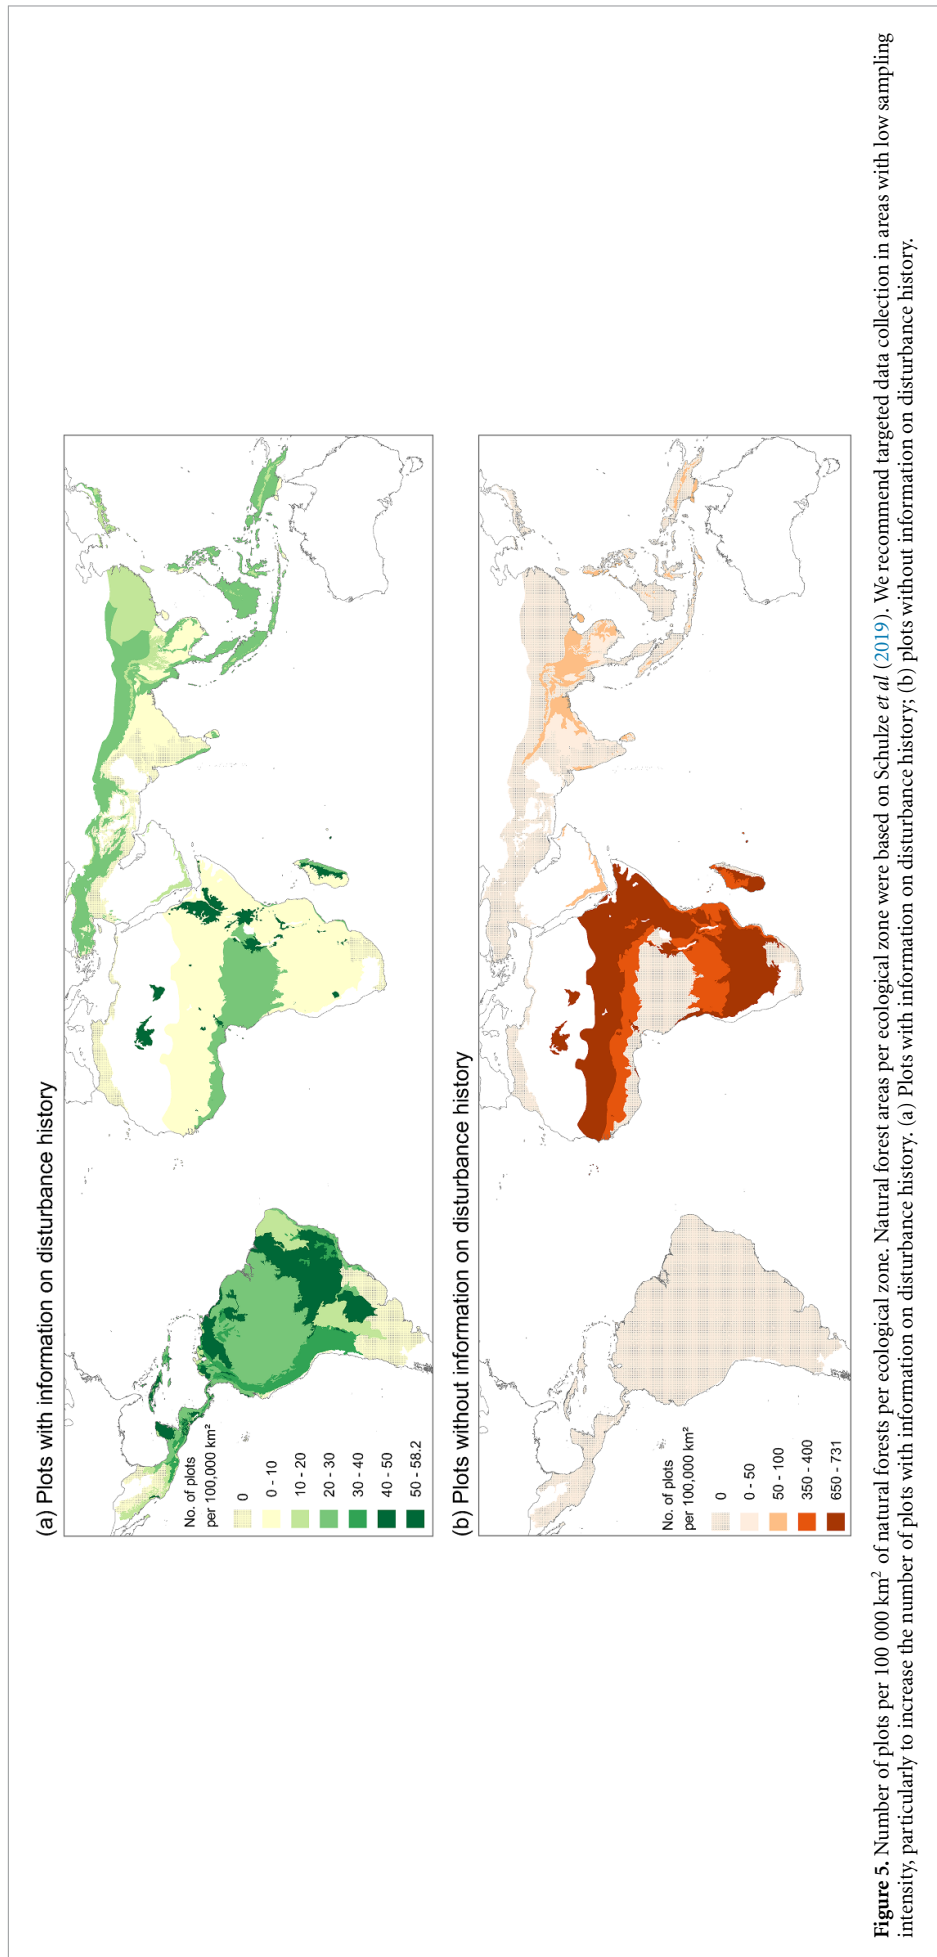 (a) Plots with information on disturbance history
No. of plots
per 100,000 km²
0
0 - 10
10 - 20
20 - 30
30 - 40
40 - 50
50 - 58.2
(b) Plots without information on disturbance history
No. of plots
per 100,000 km²
0
0 - 50
50 - 100
350 - 400
650 - 731
Figure 5. Number of plots per 100 000 km² of natural forests per ecological zone. Natural forest areas per ecological zone were based on Schulze et al (2019). We recommend targeted data collection in areas with low sampling
intensity, particularly to increase the number of plots with information on disturbance history. (a) Plots with information on disturbance history; (b) plots without information on disturbance history.